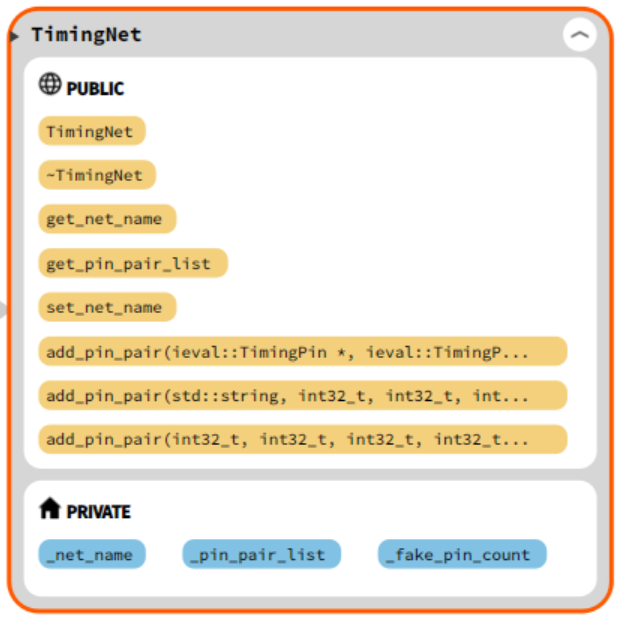 TimingNet
PUBLIC
TimingNet
~TimingNet
get_net_name
get_pin_pair_list
set_net_name
add_pin_pair(ieval::TimingPin *, ieval::TimingP...
add_pin_pair(std::string, int32_t, int32_t, int...
add_pin_pair(int32_t, int32_t, int32_t, int32_t...
PRIVATE
_net_name _pin_pair_list _fake_pin_count